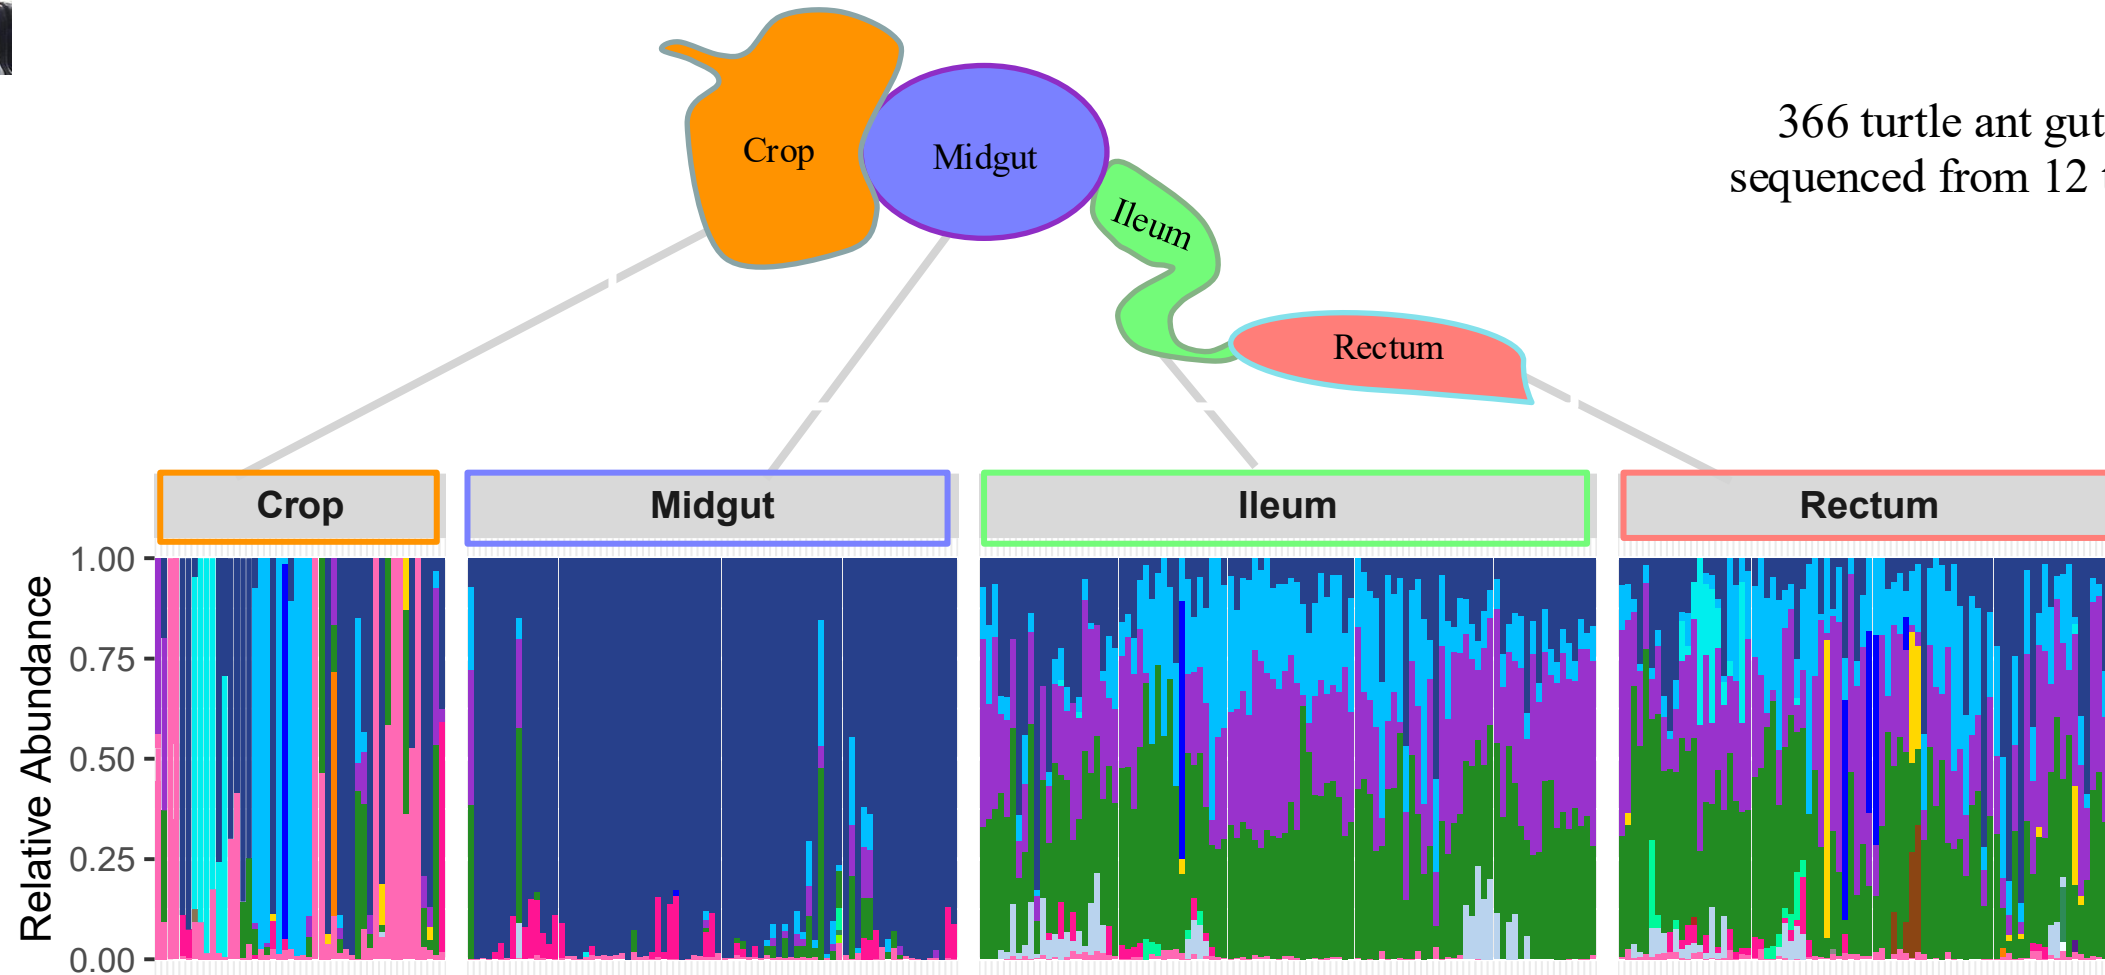 Crop
Midgut
Ileum
Rectum
366 turtle ant gut
sequenced from 12
Crop
Midgut
Ileum
Rectum
Relative Abundance
1.00
0.75
0.50
0.25
0.00